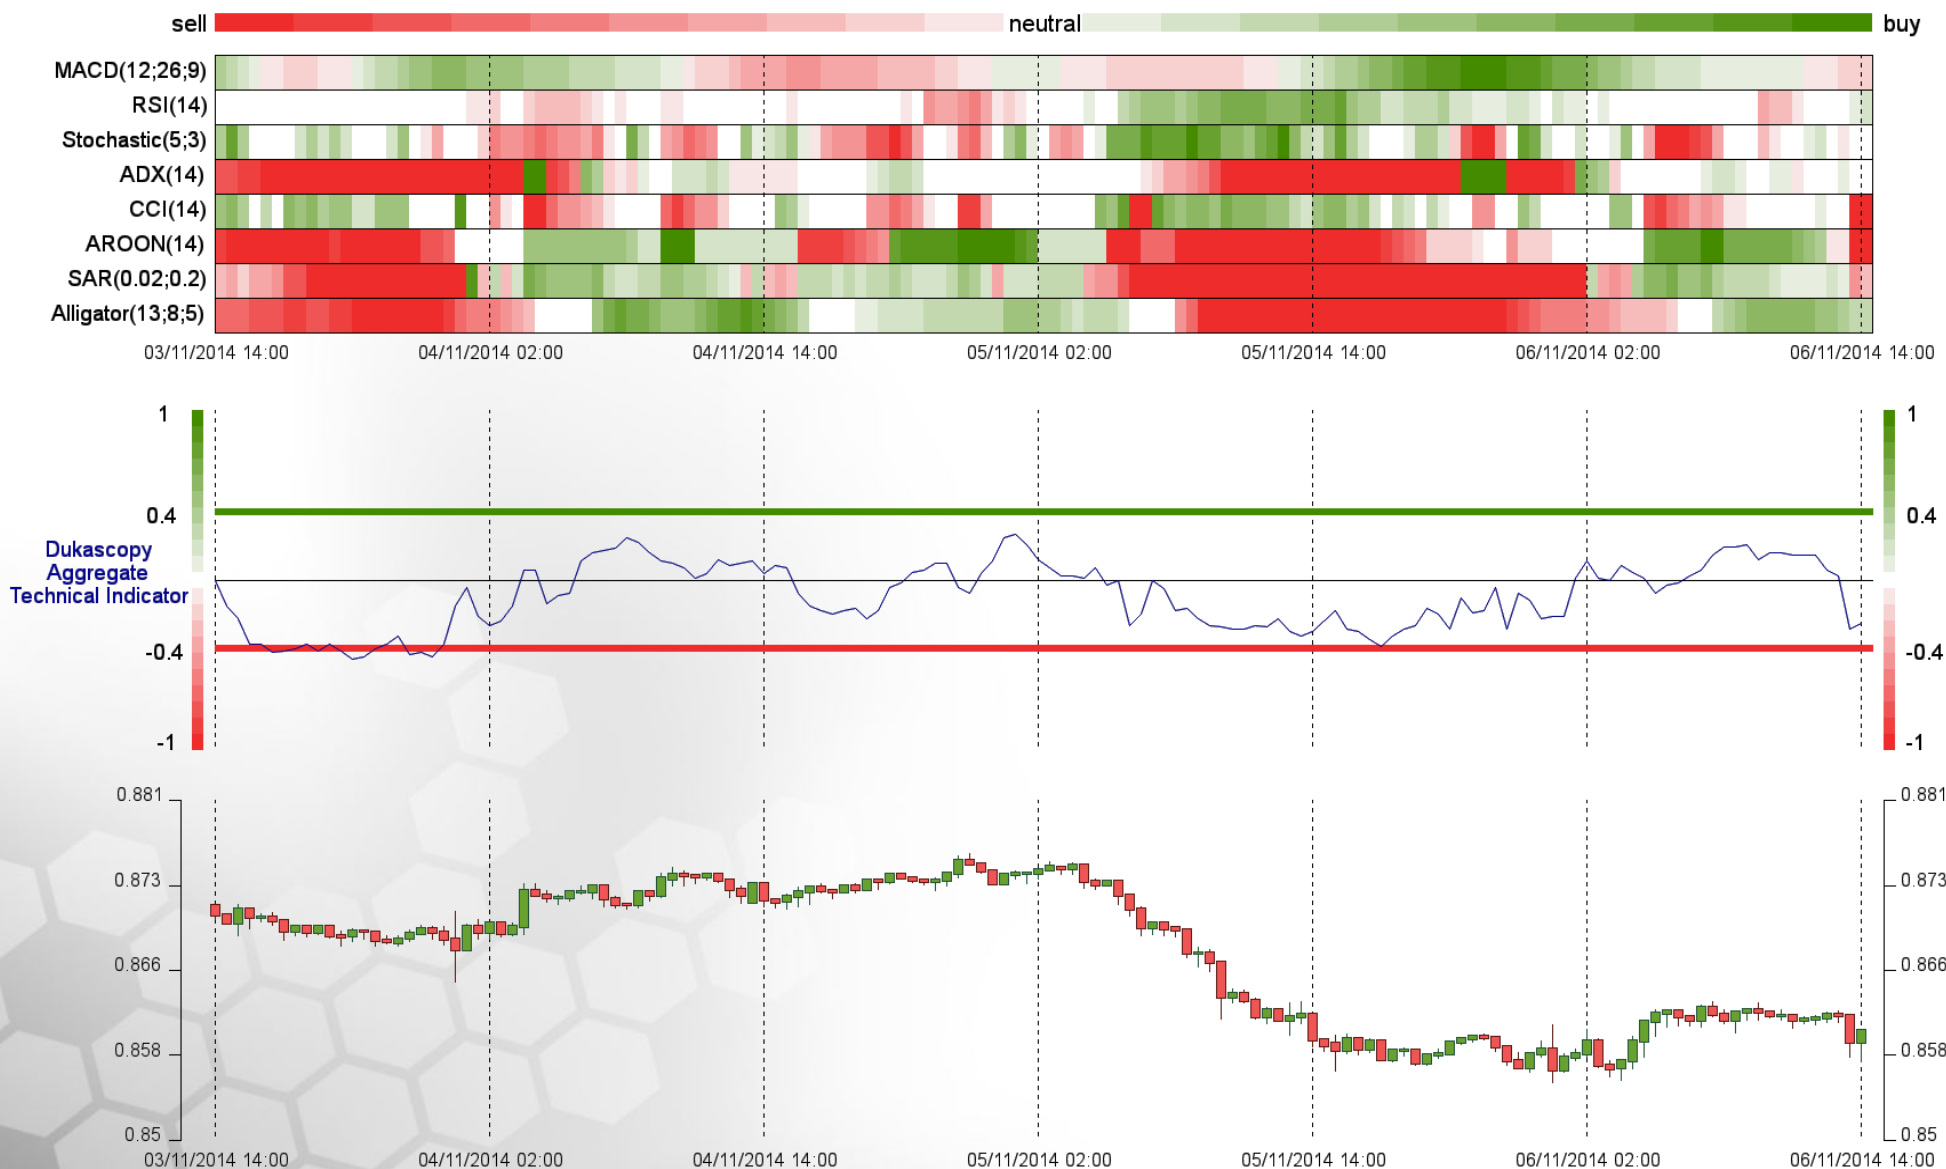 sell neutral buy
MACD(12;26;9)
RSI(14)
Stochastic(5;3)
ADX(14)
CCI(14)
AROON(14)
SAR(0.02;0.2)
Alligator(13;8;5)
03/11/2014 14:00 04/11/2014 02:00 04/11/2014 14:00 05/11/2014 02:00 05/11/2014 14:00 06/11/2014 02:00 06/11/2014 14:00
1 1
0.4 0.4
Dukascopy
Aggregate
Technical Indicator
-0.4 -0.4
-1 -1
0.881 0.881
0.873 0.873
0.866 0.866
0.858 0.858
0.85 0.85
03/11/2014 14:00 04/11/2014 02:00 04/11/2014 14:00 05/11/2014 02:00 05/11/2014 14:00 06/11/2014 02:00 06/11/2014 14:00